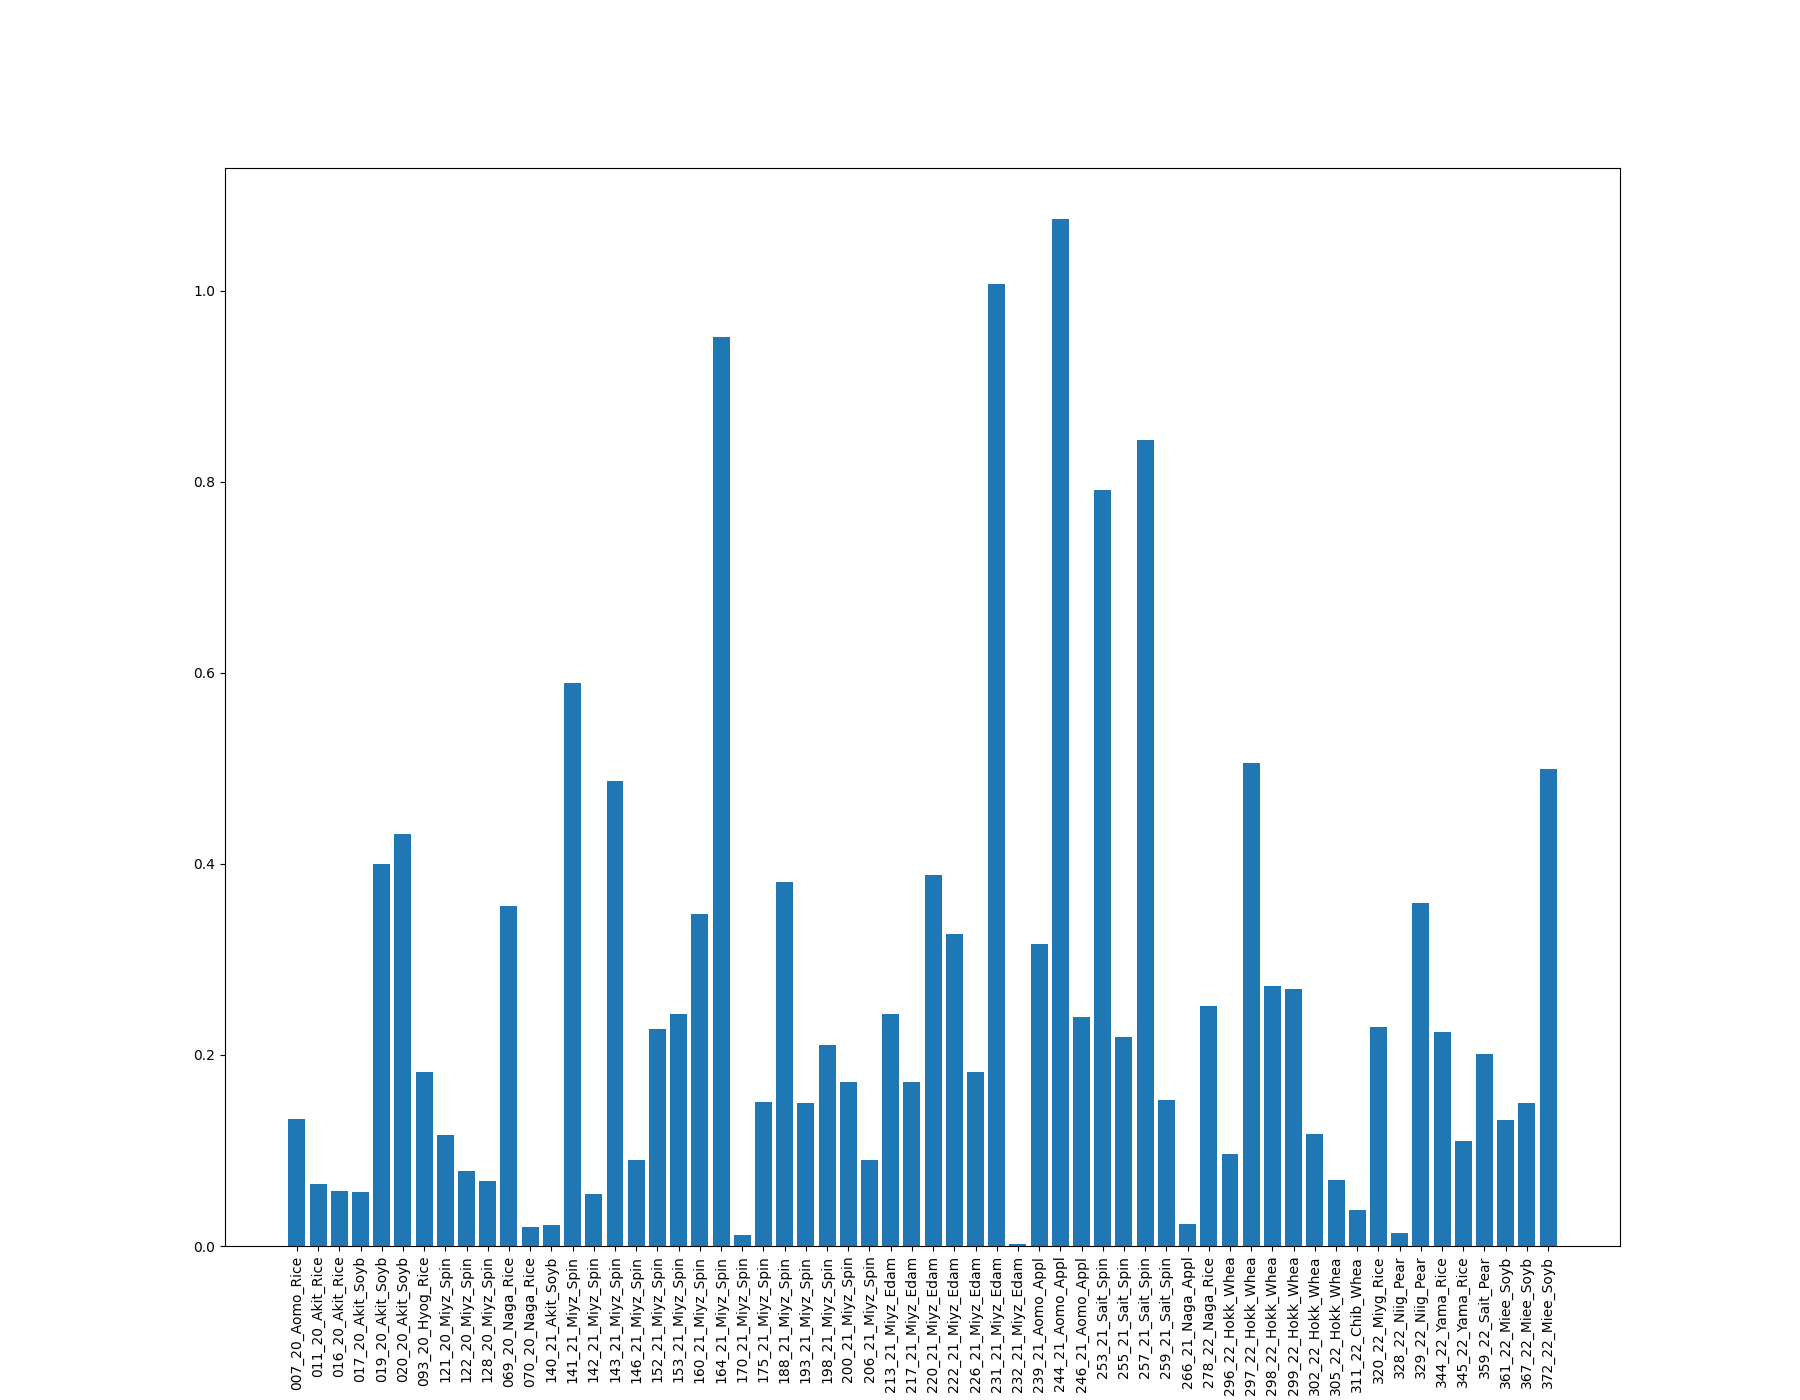 1.0
0.8
0.6
0.4
0.2
0.0
007_20_Aomo_Rice
011_20_Akit_Rice
016_20_Akit_Rice
017_20_Akit_Soyb
019_20_Akit_Soyb
020_20_Akit_Soyb
093_20_Hyog_Rice
121_20_Miyz_Spin
122_20_Miyz_Spin
128_20_Miyz_Spin
069_20_Naga_Rice
070_20_Naga_Rice
140_21_Akit_Soyb
141_21_Miyz_Spin
142_21_Miyz_Spin
143_21_Miyz_Spin
146_21_Miyz_Spin
152_21_Miyz_Spin
153_21_Miyz_Spin
160_21_Miyz_Spin
164_21_Miyz_Spin
170_21_Miyz_Spin
175_21_Miyz_Spin
188_21_Miyz_Spin
193_21_Miyz_Spin
198_21_Miyz_Spin
200_21_Miyz_Spin
206_21_Miyz_Spin
213_21_Miyz_Edam
217_21_Miyz_Edam
220_21_Miyz_Edam
222_21_Miyz_Edam
226_21_Miyz_Edam
231_21_Miyz_Edam
232_21_Miyz_Edam
239_21_Aomo_Appl
244_21_Aomo_Appl
246_21_Aomo_Appl
253_21_Sait_Spin
255_21_Sait_Spin
257_21_Sait_Spin
259_21_Sait_Spin
266_21_Naga_Appl
278_22_Naga_Rice
296_22_Hokk_Whea
297_22_Hokk_Whea
298_22_Hokk_Whea
299_22_Hokk_Whea
302_22_Hokk_Whea
305_22_Hokk_Whea
311_22_Chib_Whea
320_22_Miyg_Rice
328_22_Niig_Pear
329_22_Niig_Pear
344_22_Yama_Rice
345_22_Yama_Rice
359_22_Sait_Pear
361_22_Miee_Soyb
367_22_Miee_Soyb
372_22_Miee_Soyb